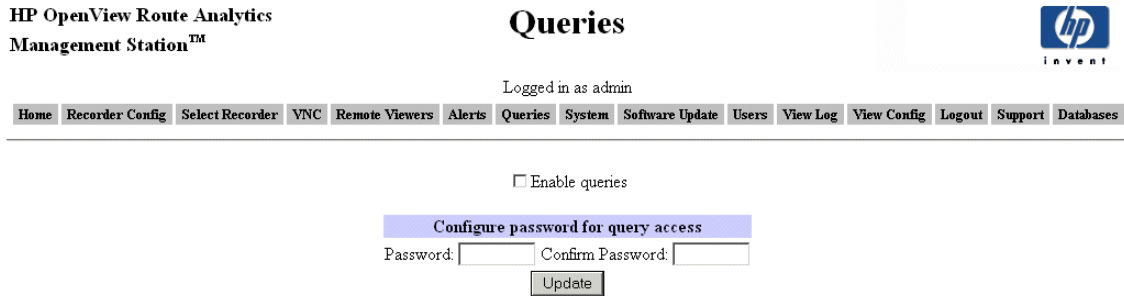 HP OpenView Route Analytics
Management Station™
Queries
hp
invent
Logged in as admin
Home Recorder Config Select Recorder VNC Remote Viewers Alerts Queries System Software Update Users View Log View Config Logout Support Databases
Enable queries
Configure password for query access
Password: Confirm Password:
Update